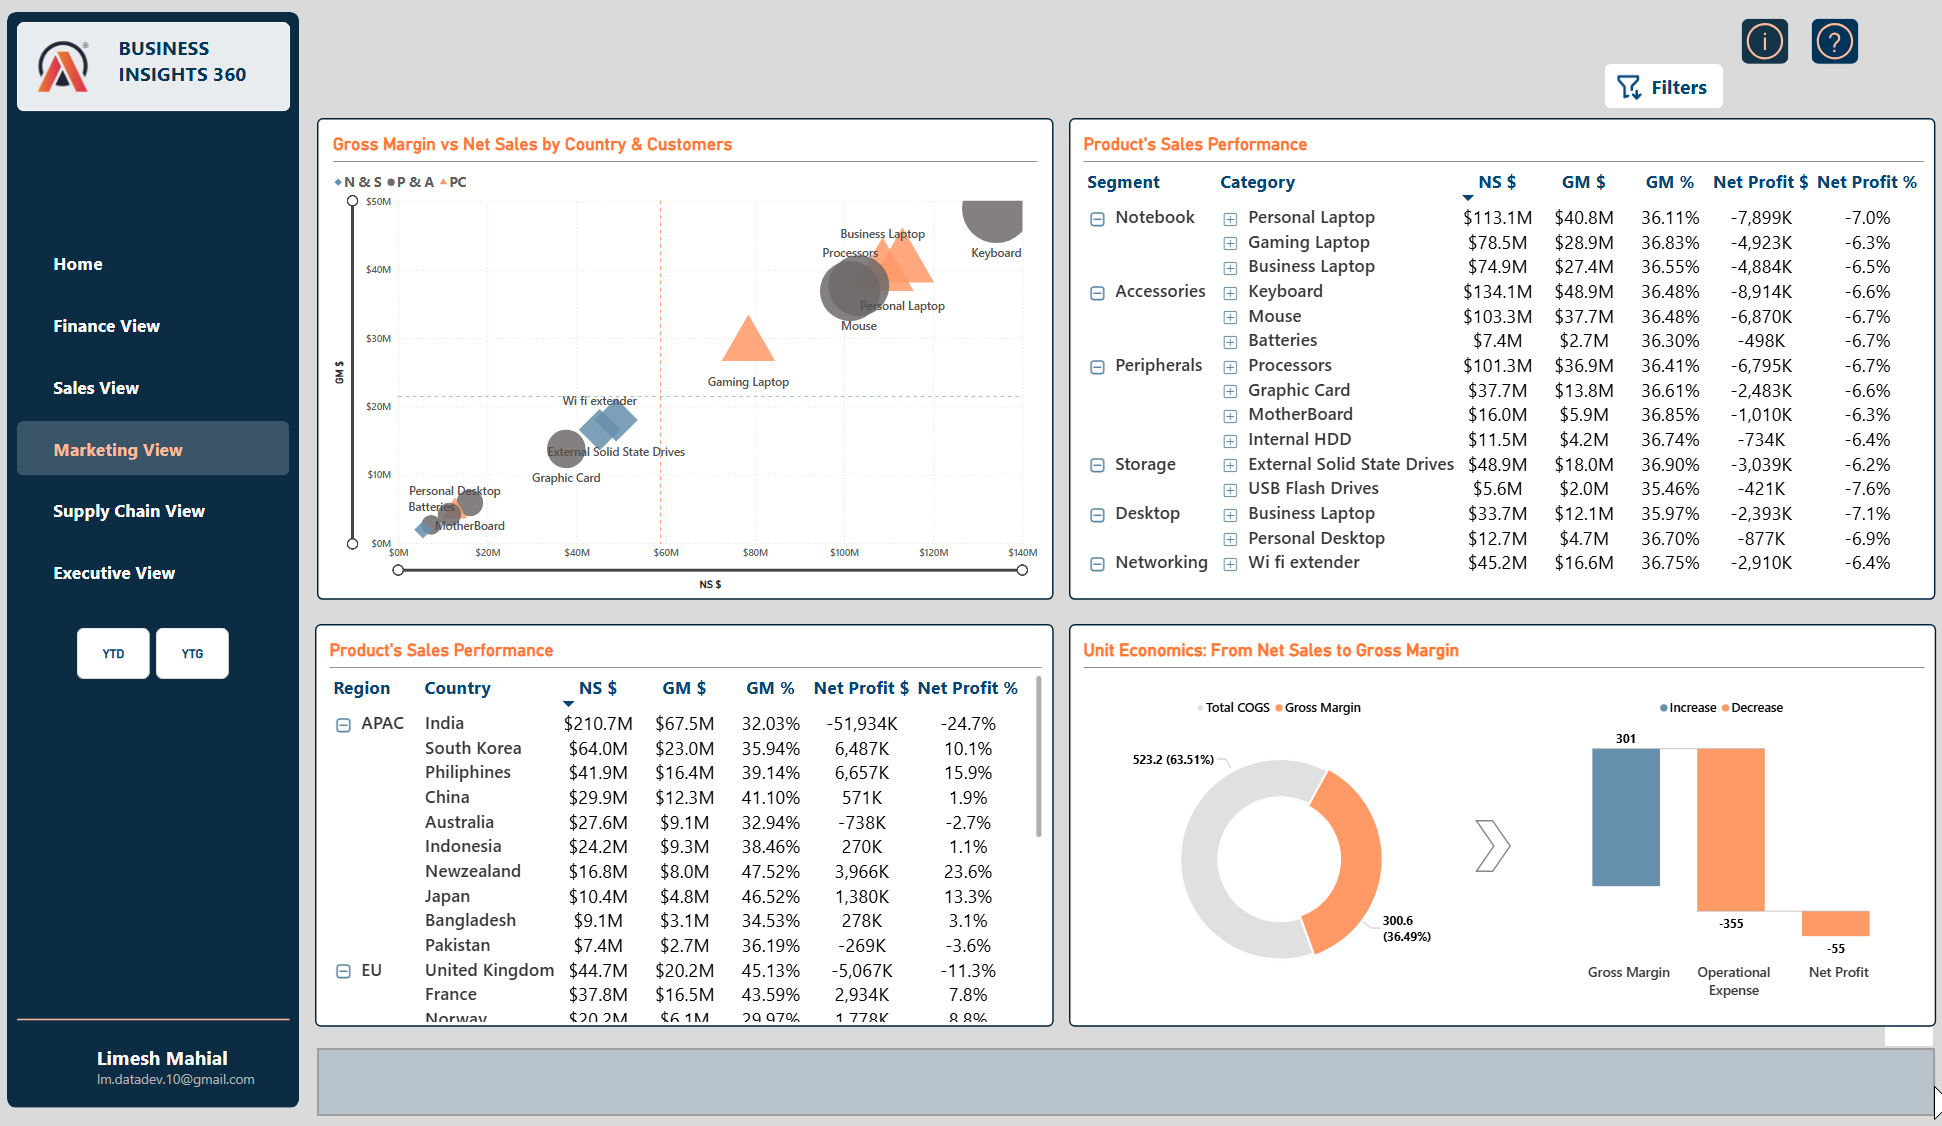 BUSINESS
INSIGHTS 360
Home
Finance View
Sales View
Marketing View
Supply Chain View
Executive View
YTD YTG
Limesh Mahial
lm.datadev.10@gmail.com
i ?
Filters
Gross Margin vs Net Sales by Country & Customers
N & S P & A PC
GM $
$50M
$40M
$30M
$20M
$10M
$0M
Business Laptop
Processors
Keyboard
Personal Laptop
Mouse
Gaming Laptop
Wi fi extender
External Solid State Drives
Graphic Card
Personal Desktop
Batteries
MotherBoard
$0M $20M $40M $60M $80M $100M $120M $140M
NS $
Product's Sales Performance
Segment Category NS $ GM $ GM % Net Profit $ Net Profit %
Notebook Personal Laptop $113.1M $40.8M 36.11% -7,899K -7.0%
Gaming Laptop $78.5M $28.9M 36.83% -4,923K -6.3%
Business Laptop $74.9M $27.4M 36.55% -4,884K -6.5%
Accessories Keyboard $134.1M $48.9M 36.48% -8,914K -6.6%
Mouse $103.3M $37.7M 36.48% -6,870K -6.7%
Batteries $7.4M $2.7M 36.30% -498K -6.7%
Peripherals Processors $101.3M $36.9M 36.41% -6,795K -6.7%
Graphic Card $37.7M $13.8M 36.61% -2,483K -6.6%
MotherBoard $16.0M $5.9M 36.85% -1,010K -6.3%
Internal HDD $11.5M $4.2M 36.74% -734K -6.4%
Storage External Solid State Drives $48.9M $18.0M 36.90% -3,039K -6.2%
USB Flash Drives $5.6M $2.0M 35.46% -421K -7.6%
Desktop Business Laptop $33.7M $12.1M 35.97% -2,393K -7.1%
Personal Desktop $12.7M $4.7M 36.70% -877K -6.9%
Networking Wi fi extender $45.2M $16.6M 36.75% -2,910K -6.4%
Product's Sales Performance
Region Country NS $ GM $ GM % Net Profit $ Net Profit %
APAC India $210.7M $67.5M 32.03% -51,934K -24.7%
South Korea $64.0M $23.0M 35.94% 6,487K 10.1%
Philiphines $41.9M $16.4M 39.14% 6,657K 15.9%
China $29.9M $12.3M 41.10% 571K 1.9%
Australia $27.6M $9.1M 32.94% -738K -2.7%
Indonesia $24.2M $9.3M 38.46% 270K 1.1%
Newzealand $16.8M $8.0M 47.52% 3,966K 23.6%
Japan $10.4M $4.8M 46.52% 1,380K 13.3%
Bangladesh $9.1M $3.1M 34.53% 278K 3.1%
Pakistan $7.4M $2.7M 36.19% -269K -3.6%
EU United Kingdom $44.7M $20.2M 45.13% -5,067K -11.3%
France $37.8M $16.5M 43.59% 2,934K 7.8%
Norway $20.2M $6.1M 29.97% 1,778K 8.8%
Unit Economics: From Net Sales to Gross Margin
Total COGS Gross Margin
523.2 (63.51%)
300.6
(36.49%)
Increase Decrease
301
-355
-55
Gross Margin Operational Expense Net Profit